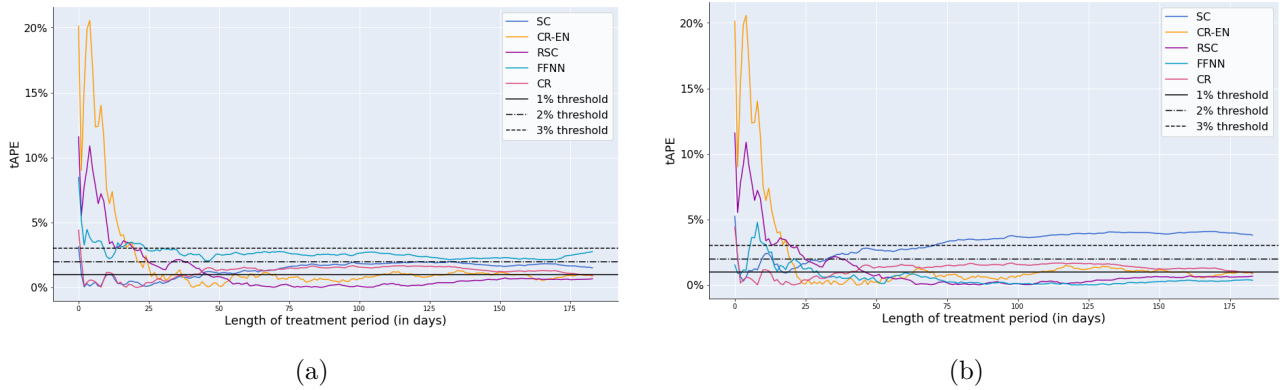 20%
15%
10%
5%
0%
tAPE
SC
CR-EN
RSC
FFNN
CR
1% threshold
2% threshold
3% threshold
0 25 50 75 100 125 150 175
Length of treatment period (in days)
(a)
20%
15%
10%
5%
0%
tAPE
SC
CR-EN
RSC
FFNN
CR
1% threshold
2% threshold
3% threshold
0 25 50 75 100 125 150 175
Length of treatment period (in days)
(b)